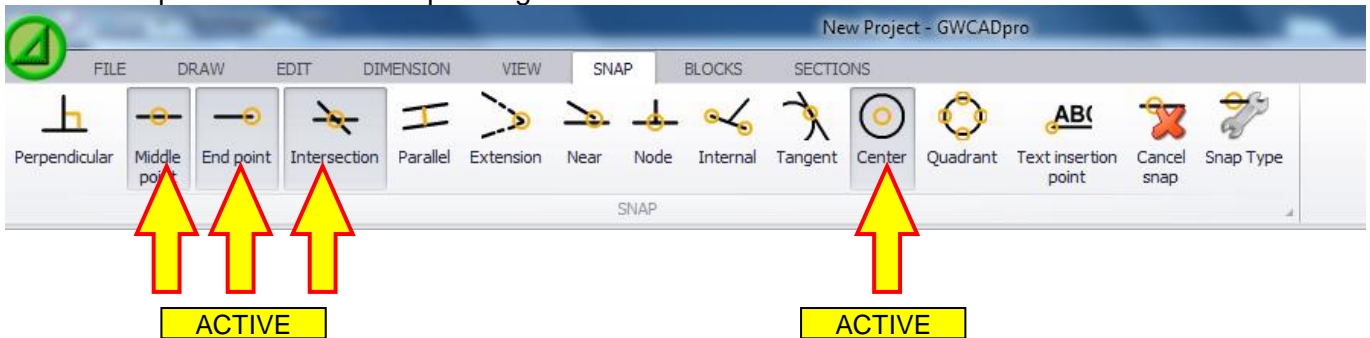 New Project - GWCADpro
FILE DRAW EDIT DIMENSION VIEW SNAP BLOCKS SECTIONS
Perpendicular Middle point End point Intersection Parallel Extension Near Node Internal Tangent Center Quadrant Text insertion point Cancel snap Snap Type
ABC
SNAP
ACTIVE ACTIVE